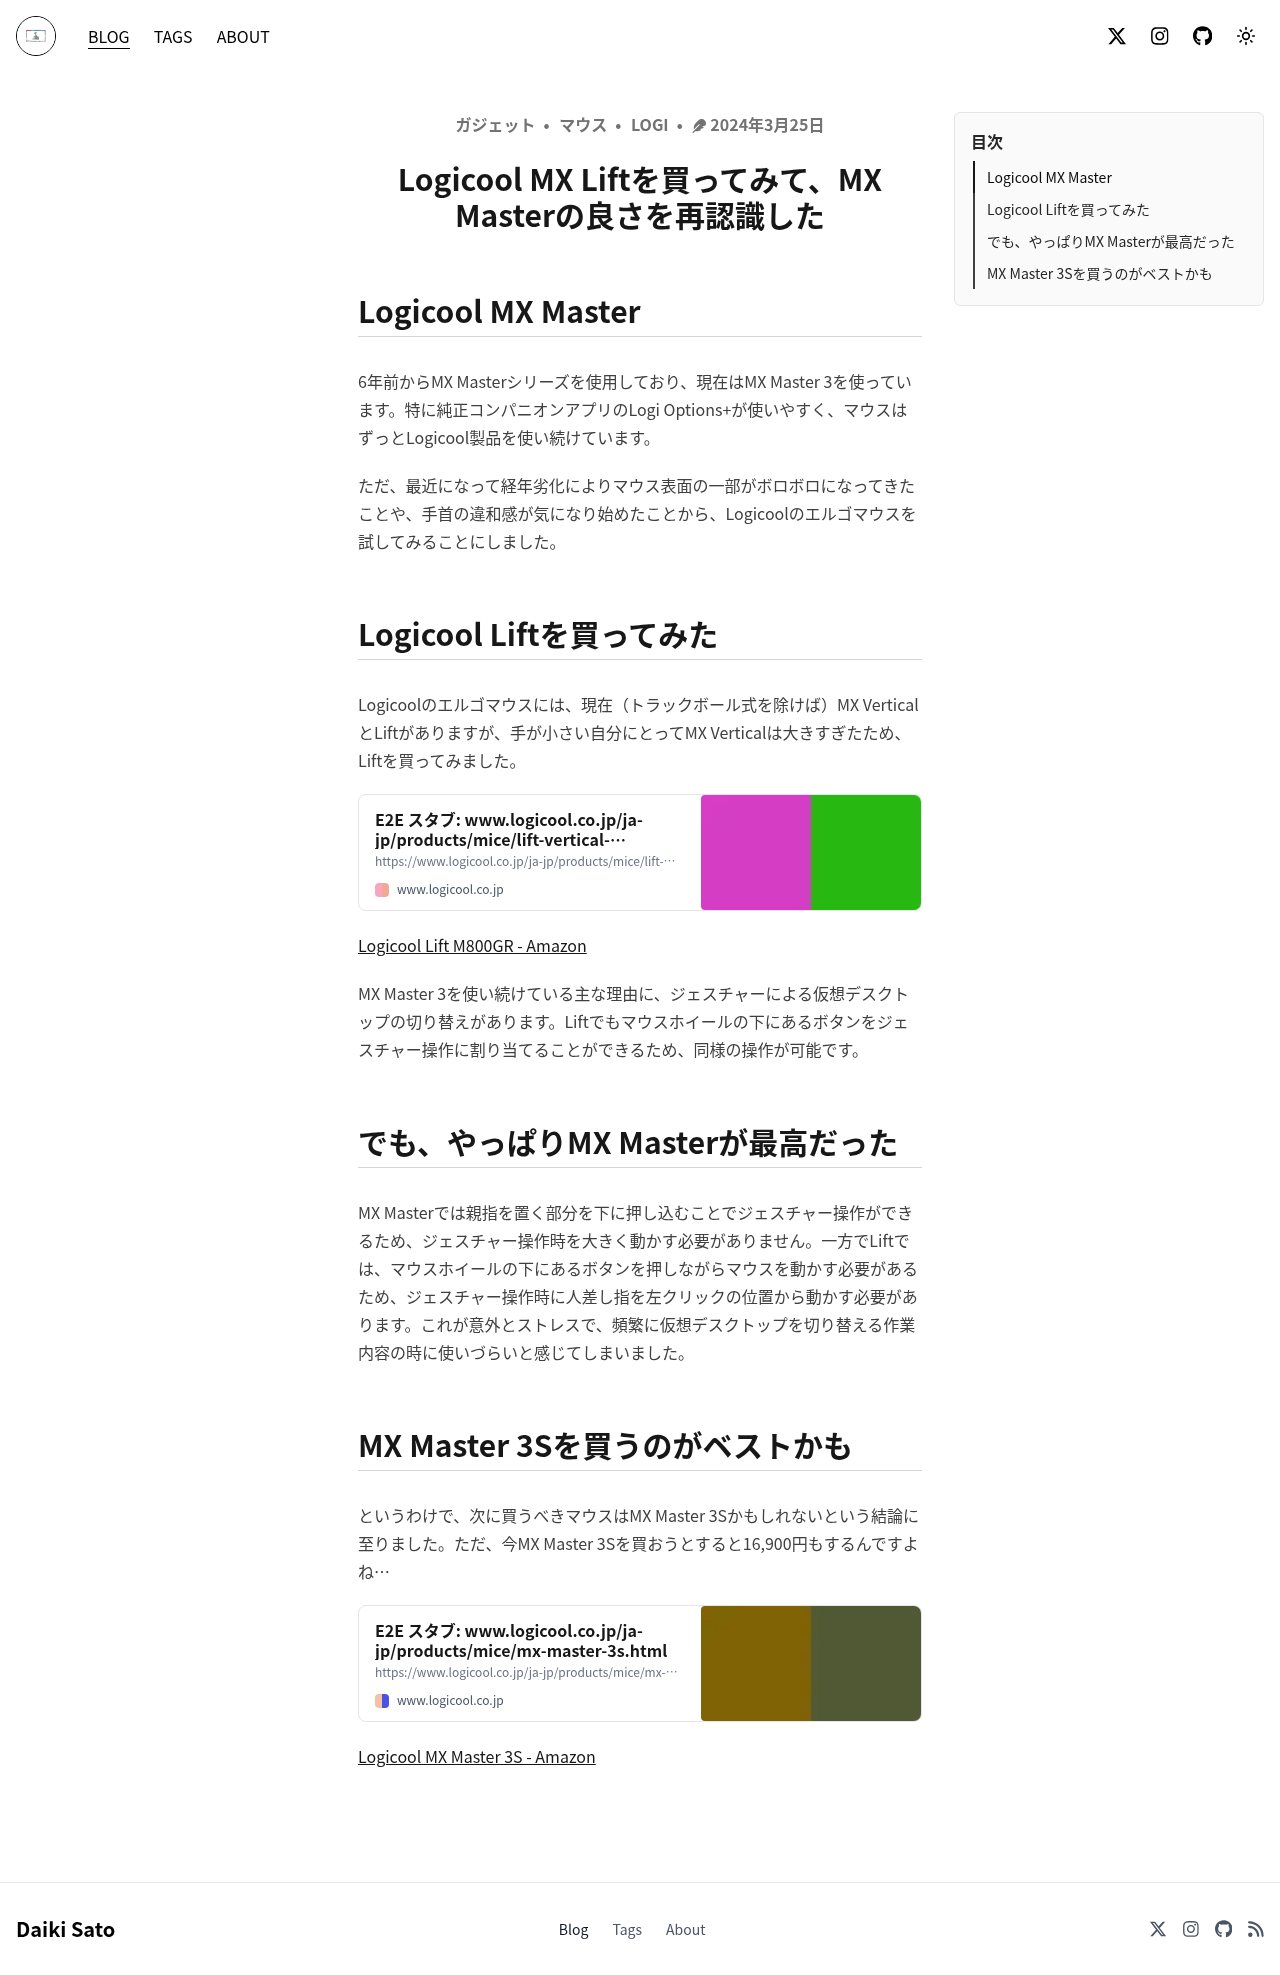 BLOG TAGS ABOUT
ガジェット • マウス • LOGI • 2024年3月25日
Logicool MX Liftを買ってみて、MX
Masterの良さを再認識した
目次
Logicool MX Master
Logicool Liftを買ってみた
でも、やっぱりMX Masterが最高だった
MX Master 3Sを買うのがベストかも
Logicool MX Master
6年前からMX Masterシリーズを使用しており、現在はMX Master 3を使ってい
ます。特に純正コンパニオンアプリのLogi Options+が使いやすく、マウスは
ずっとLogicool製品を使い続けています。
ただ、最近になって経年劣化によりマウス表面の一部がボロボロになってきた
ことや、手首の違和感が気になり始めたことから、Logicoolのエルゴマウスを
試してみることにしました。
Logicool Liftを買ってみた
Logicoolのエルゴマウスには、現在（トラックボール式を除けば）MX Vertical
とLiftがありますが、手が小さい自分にとってMX Verticalは大きすぎたため、
Liftを買ってみました。
E2E スタブ: www.logicool.co.jp/ja-
jp/products/mice/lift-vertical-…
https://www.logicool.co.jp/ja-jp/products/mice/lift-…
www.logicool.co.jp
Logicool Lift M800GR - Amazon
MX Master 3を使い続けている主な理由に、ジェスチャーによる仮想デスクト
ップの切り替えがあります。Liftでもマウスホイールの下にあるボタンをジェ
スチャー操作に割り当てることができるため、同様の操作が可能です。
でも、やっぱりMX Masterが最高だった
MX Masterでは親指を置く部分を下に押し込むことでジェスチャー操作ができ
るため、ジェスチャー操作時を大きく動かす必要がありません。一方でLiftで
は、マウスホイールの下にあるボタンを押しながらマウスを動かす必要がある
ため、ジェスチャー操作時に人差し指を左クリックの位置から動かす必要があ
ります。これが意外とストレスで、頻繁に仮想デスクトップを切り替える作業
内容の時に使いづらいと感じてしまいました。
MX Master 3Sを買うのがベストかも
というわけで、次に買うべきマウスはMX Master 3Sかもしれないという結論に
至りました。ただ、今MX Master 3Sを買おうとすると16,900円もするんですよ
ね…
E2E スタブ: www.logicool.co.jp/ja-
jp/products/mice/mx-master-3s.html
https://www.logicool.co.jp/ja-jp/products/mice/mx-…
www.logicool.co.jp
Logicool MX Master 3S - Amazon
Daiki Sato
Blog Tags About